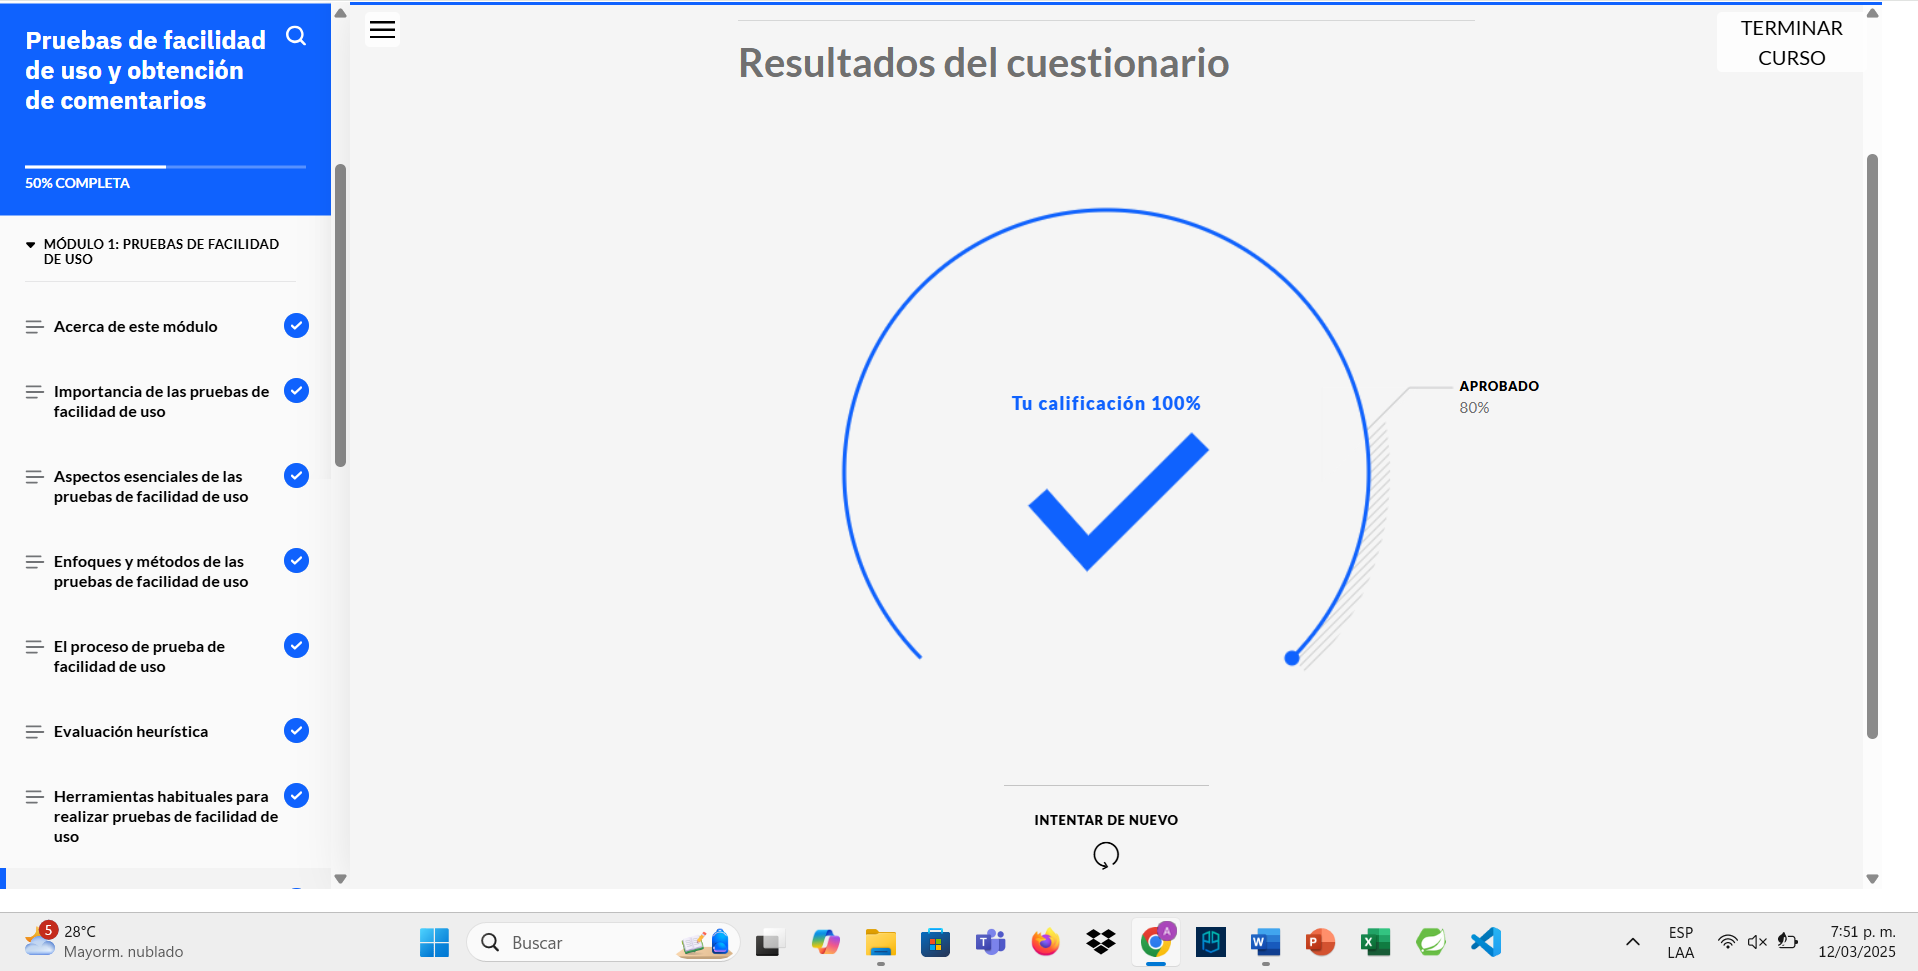 Pruebas de facilidad
de uso y obtención
de comentarios
50% COMPLETA
MÓDULO 1: PRUEBAS DE FACILIDAD
DE USO
Acerca de este módulo
Importancia de las pruebas de
facilidad de uso
Aspectos esenciales de las
pruebas de facilidad de uso
Enfoques y métodos de las
pruebas de facilidad de uso
El proceso de prueba de
facilidad de uso
Evaluación heurística
Herramientas habituales para
realizar pruebas de facilidad de
uso
TERMINAR
CURSO
Resultados del cuestionario
Tu calificación 100%
APROBADO
80%
INTENTAR DE NUEVO
5
28°C
Mayorm. nublado
Buscar
T
A
PG
W
P
X
ESP
LAA
7:51 p. m.
12/03/2025